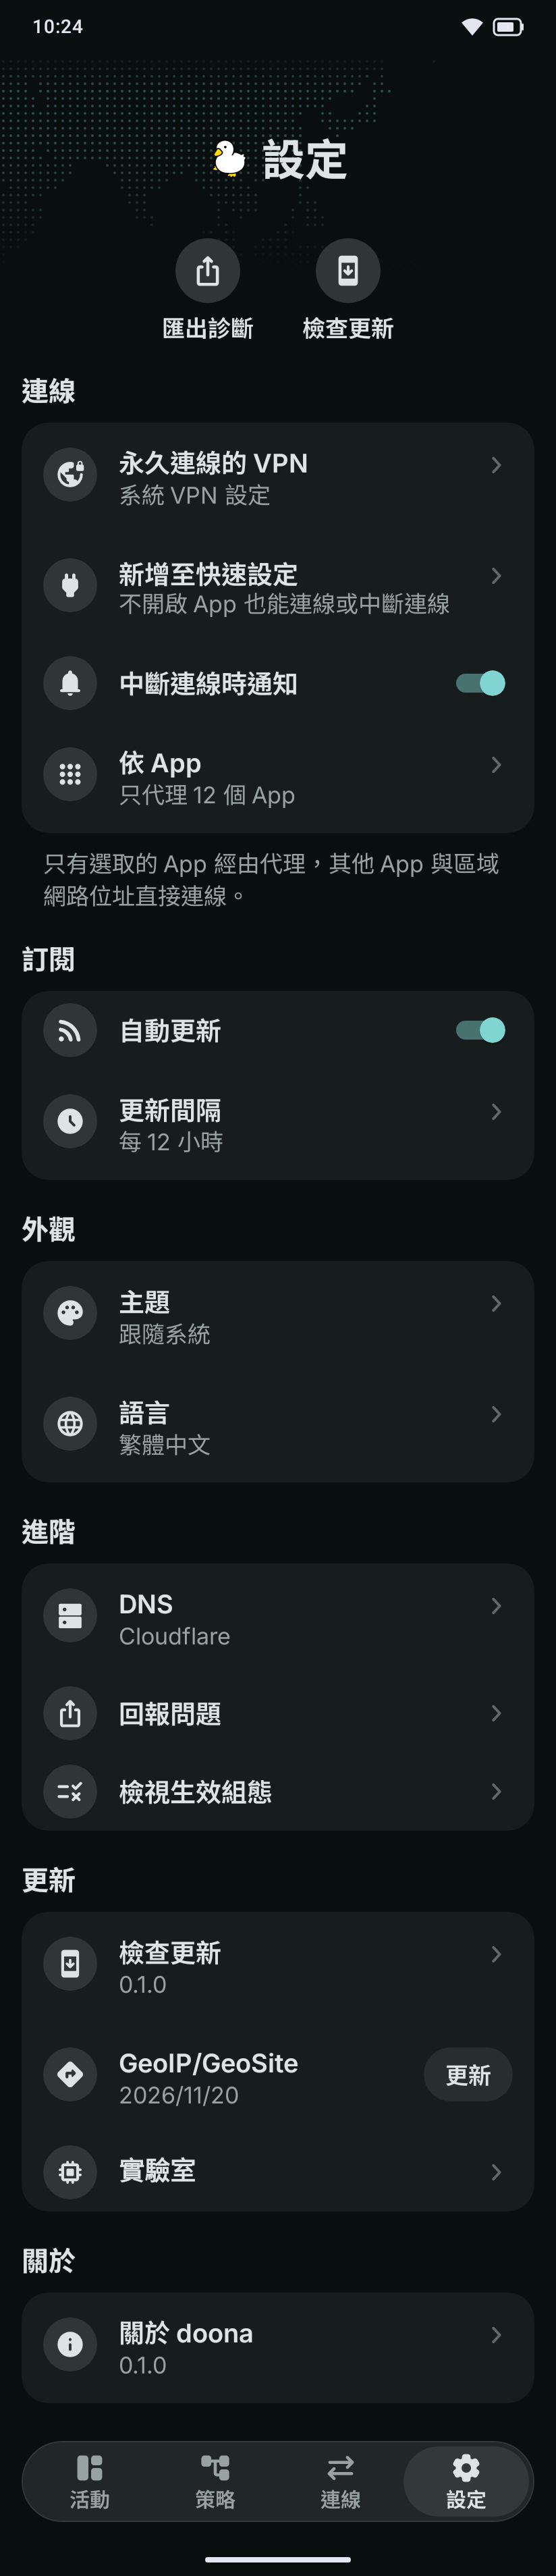 10:24
設定
匯出診斷
檢查更新
連線
永久連線的 VPN
系統 VPN 設定
新增至快速設定
不開啟 App 也能連線或中斷連線
中斷連線時通知
依 App
只代理 12 個 App
只有選取的 App 經由代理，其他 App 與區域
網路位址直接連線。
訂閱
自動更新
更新間隔
每 12 小時
外觀
主題
跟隨系統
語言
繁體中文
進階
DNS
Cloudflare
回報問題
檢視生效組態
更新
檢查更新
0.1.0
GeoIP/GeoSite
2026/11/20
更新
實驗室
關於
關於 doona
0.1.0
活動
策略
連線
設定